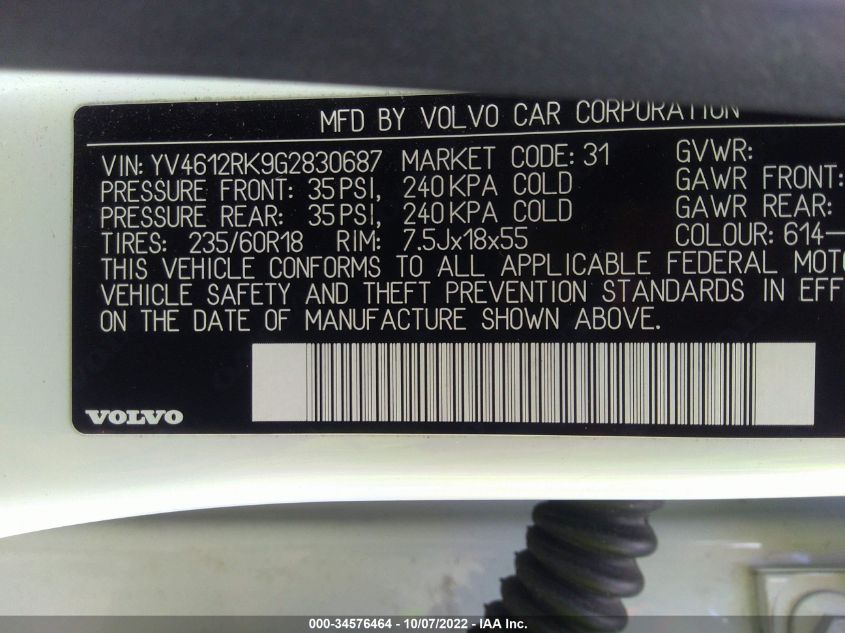 MFD BY VOLVO CAR CORPORATION
VIN: YV4612RK9G2830687 MARKET CODE: 31 GVWR:
PRESSURE FRONT: 35 PSI, 240 KPA COLD GAWR FRONT:
PRESSURE REAR: 35 PSI, 240 KPA COLD GAWR REAR:
TIRES: 235/60R18 RIM: 7.5Jx18x55 COLOUR: 614-
THIS VEHICLE CONFORMS TO ALL APPLICABLE FEDERAL MOTO
VEHICLE SAFETY AND THEFT PREVENTION STANDARDS IN EFF
ON THE DATE OF MANUFACTURE SHOWN ABOVE.
VOLVO
000-34576464 - 10/07/2022 - IAA Inc.